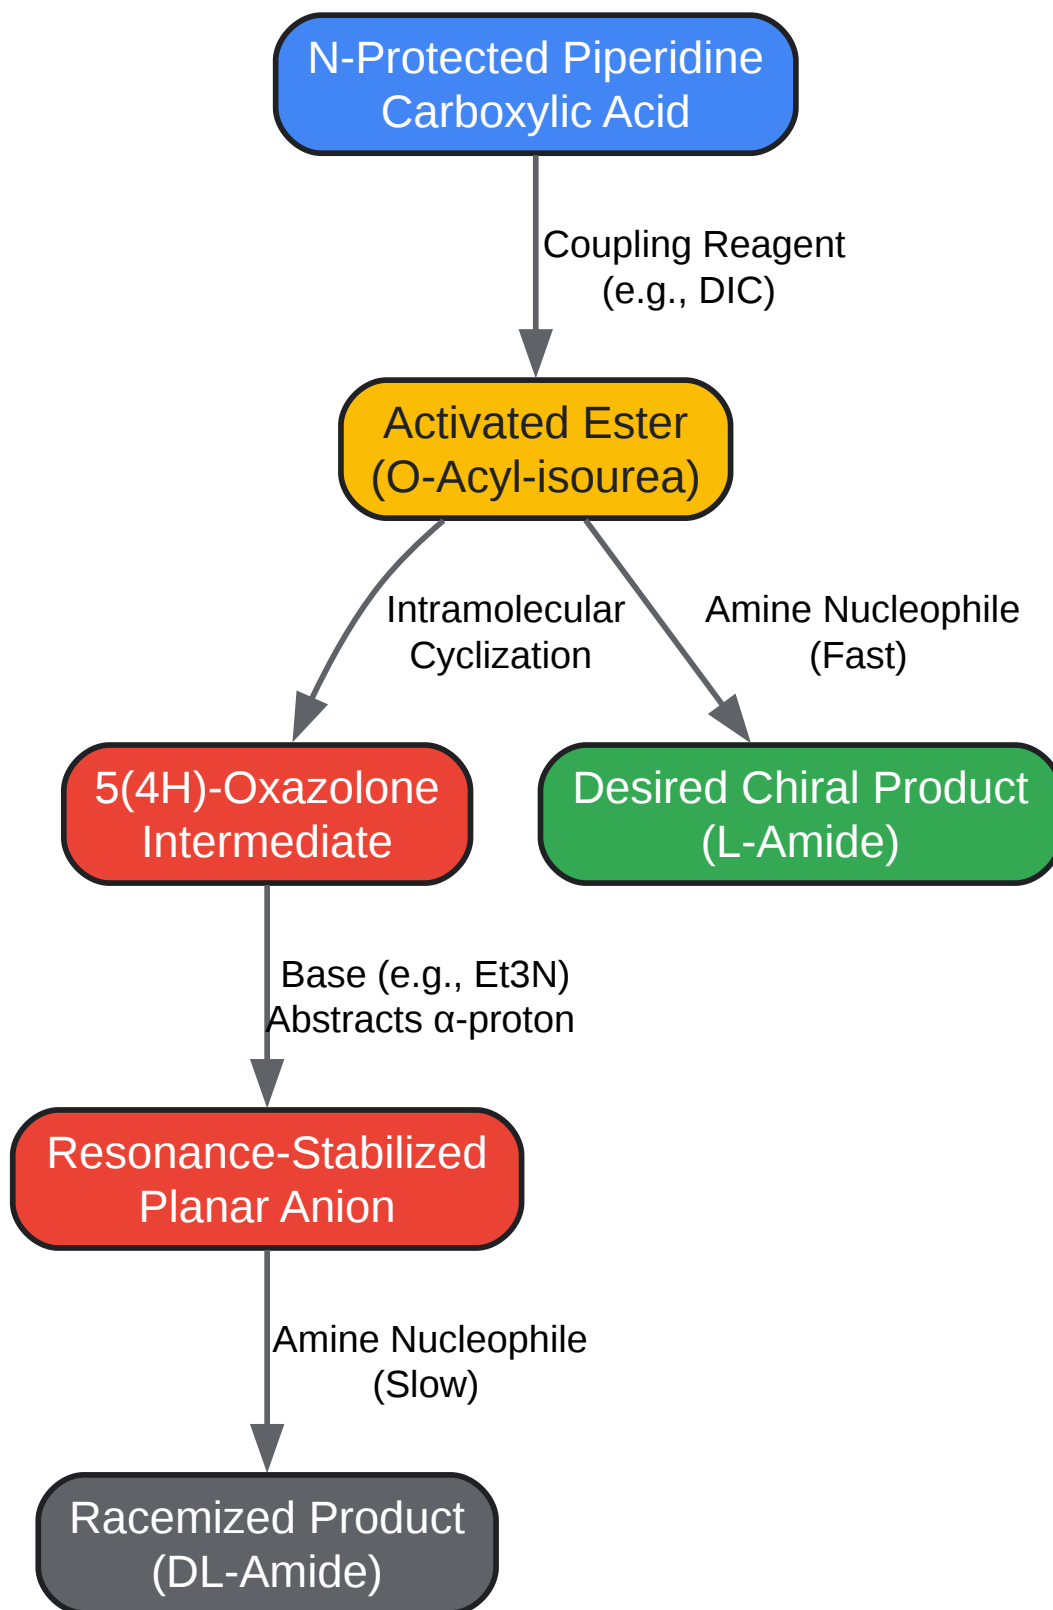 N-Protected Piperidine
Carboxylic Acid
Coupling Reagent
(e.g., DIC)
Activated Ester
(O-Acyl-isourea)
Intramolecular
Cyclization
Amine Nucleophile
(Fast)
5(4H)-Oxazolone
Intermediate
Desired Chiral Product
(L-Amide)
Base (e.g., Et3N)
Abstracts α-proton
Resonance-Stabilized
Planar Anion
Amine Nucleophile
(Slow)
Racemized Product
(DL-Amide)